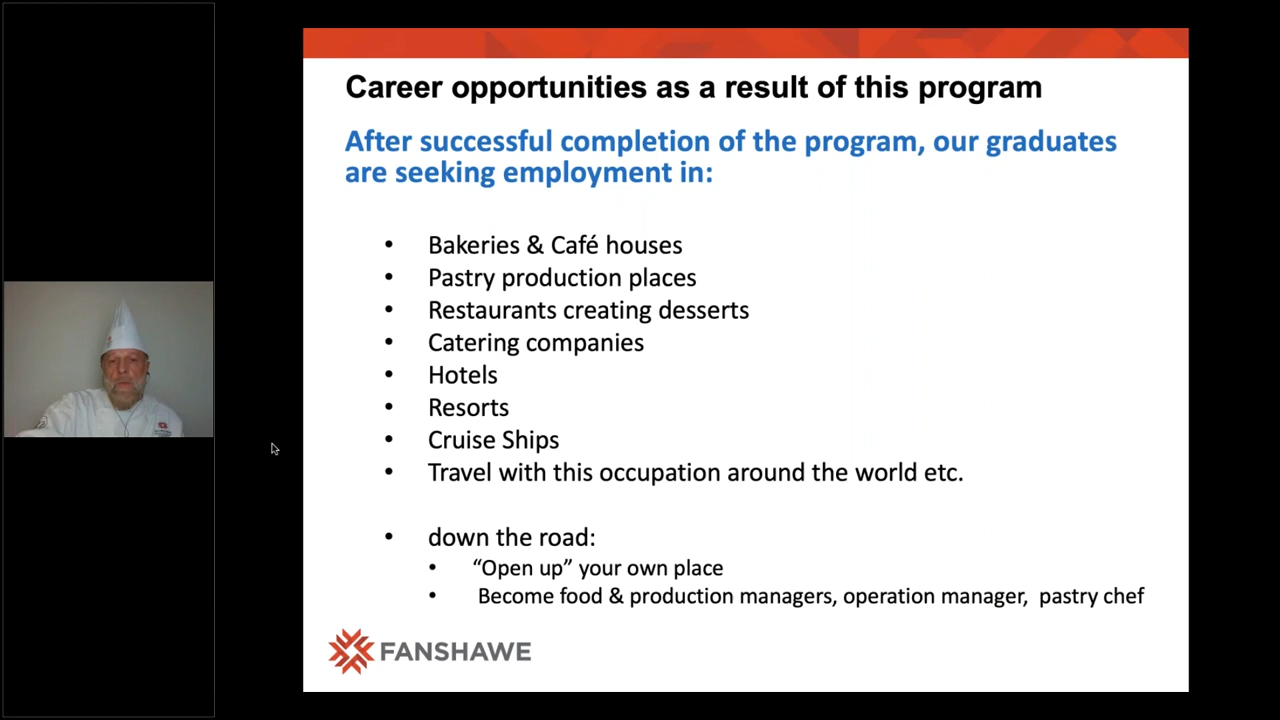 Career opportunities as a result of this program
After successful completion of the program, our graduates
are seeking employment in:
• Bakeries & Café houses
• Pastry production places
• Restaurants creating desserts
• Catering companies
• Hotels
• Resorts
• Cruise Ships
• Travel with this occupation around the world etc.
• down the road:
• “Open up” your own place
• Become food & production managers, operation manager, pastry chef
FANSHAWE